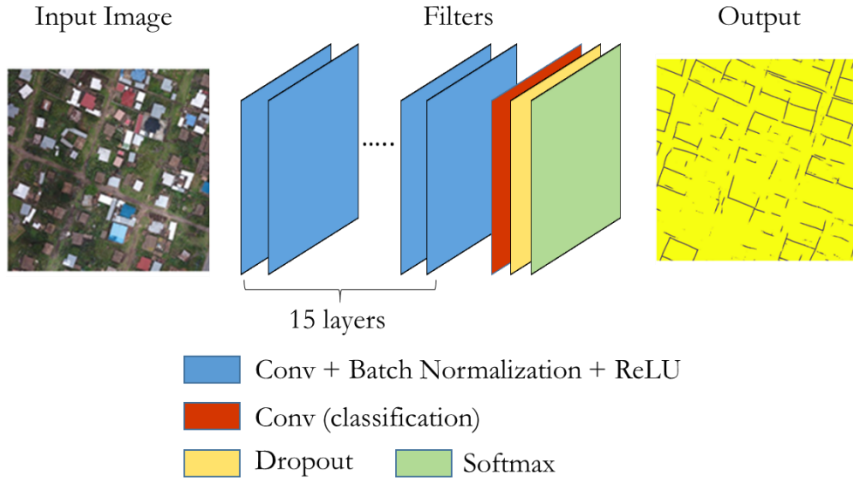 Input Image
Filters
Output
.....
15 layers
Conv + Batch Normalization + ReLU
Conv (classification)
Dropout
Softmax